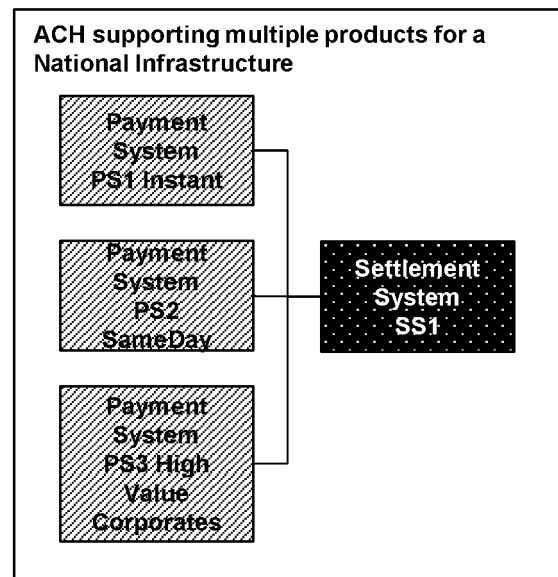 ACH supporting multiple products for a
National Infrastructure
Payment
System
PS1 Instant
Payment
System
PS2
SameDay
Settlement
System
SS1
Payment
System
PS3 High
Value
Corporates